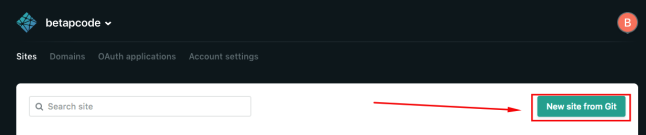 betapcode
B
Sites Domains OAuth applications Account settings
Search site
New site from Git